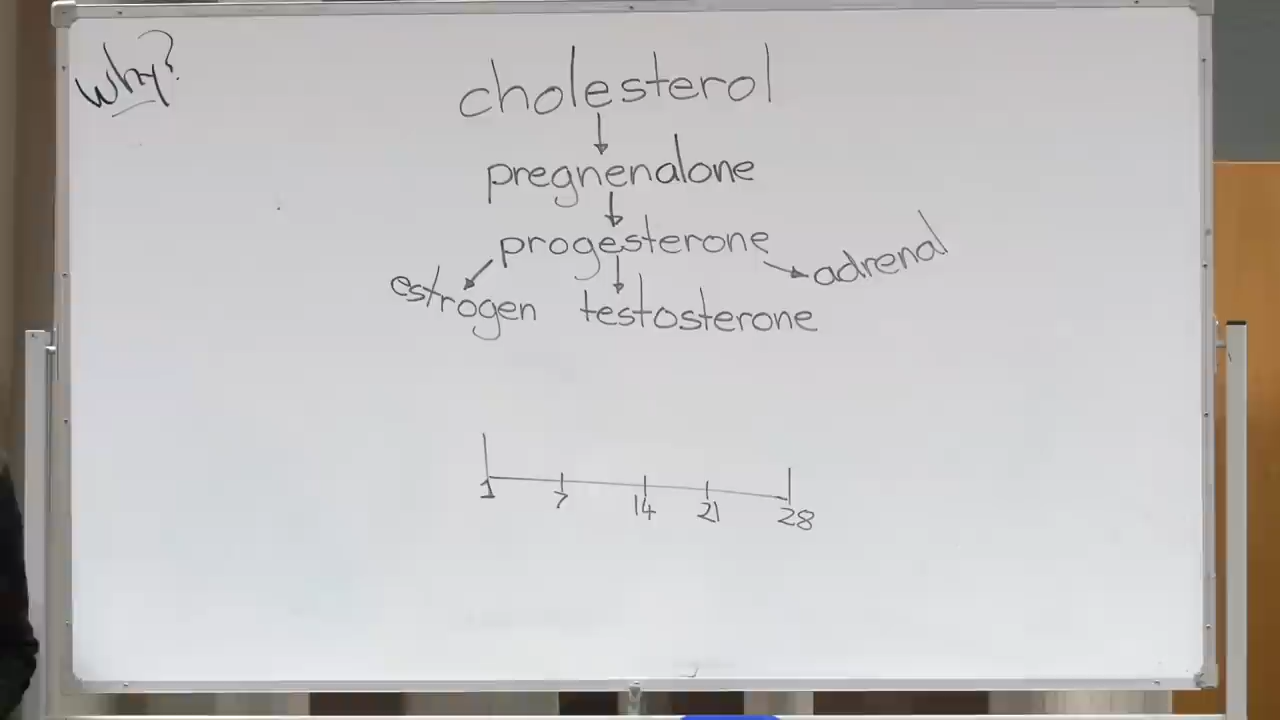 why?
cholesterol
pregnenalone
progesterone
adrenal
estrogen testosterone
1 7 14 21 28